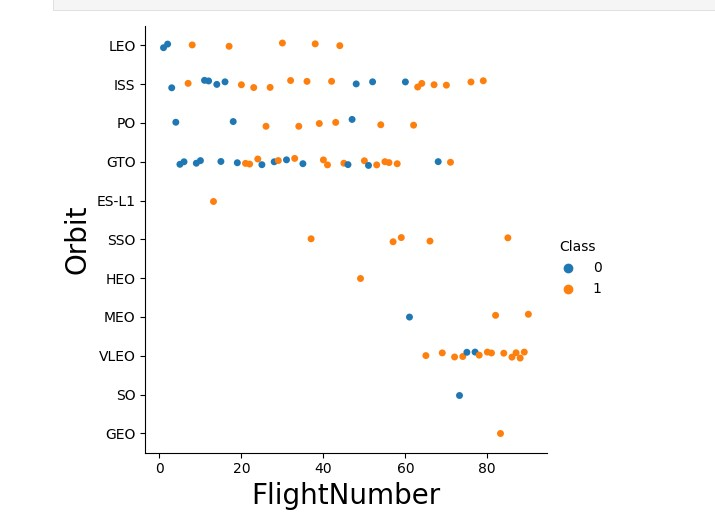 LEO
ISS
PO
GTO
ES-L1
SSO
HEO
MEO
VLEO
SO
GEO
Orbit
0 20 40 60 80
FlightNumber
Class
0
1